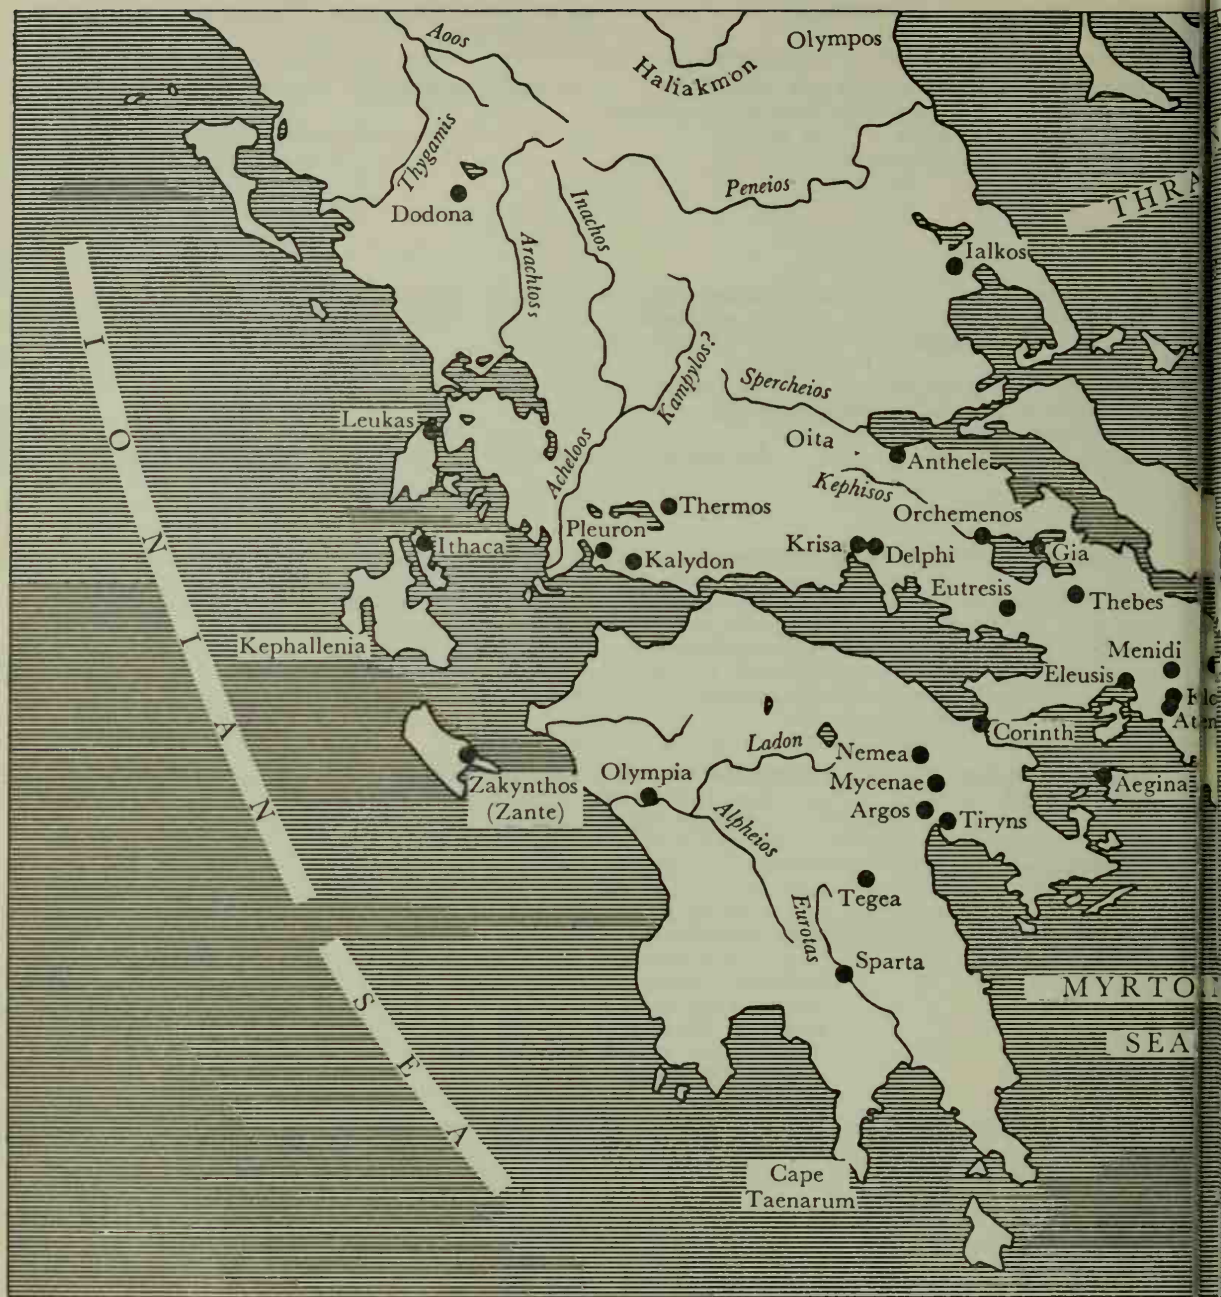 Aoos
Olympos
Haliakmon
Thygamis
Dodona
Peneios
Inachos
Arachtos
THRA
Ialkos
IONIAN
SEA
Kampylos?
Spercheios
Leukas
Oita
Anthele
Acheloos
Kephisos
Thermos
Orchemenos
Pleuron
Ithaca
Kalydon
Krisa
Delphi
Gla
Eutresis
Thebes
Kephallenia
Menidi
Eleusis
Ladon
Corinth
Nemea
Zakynthos
(Zante)
Olympia
Mycenae
Aegina
Argos
Tiryns
Alpheios
Tegea
Eurotas
Sparta
MYRTO
SEA
Cape
Taenarum